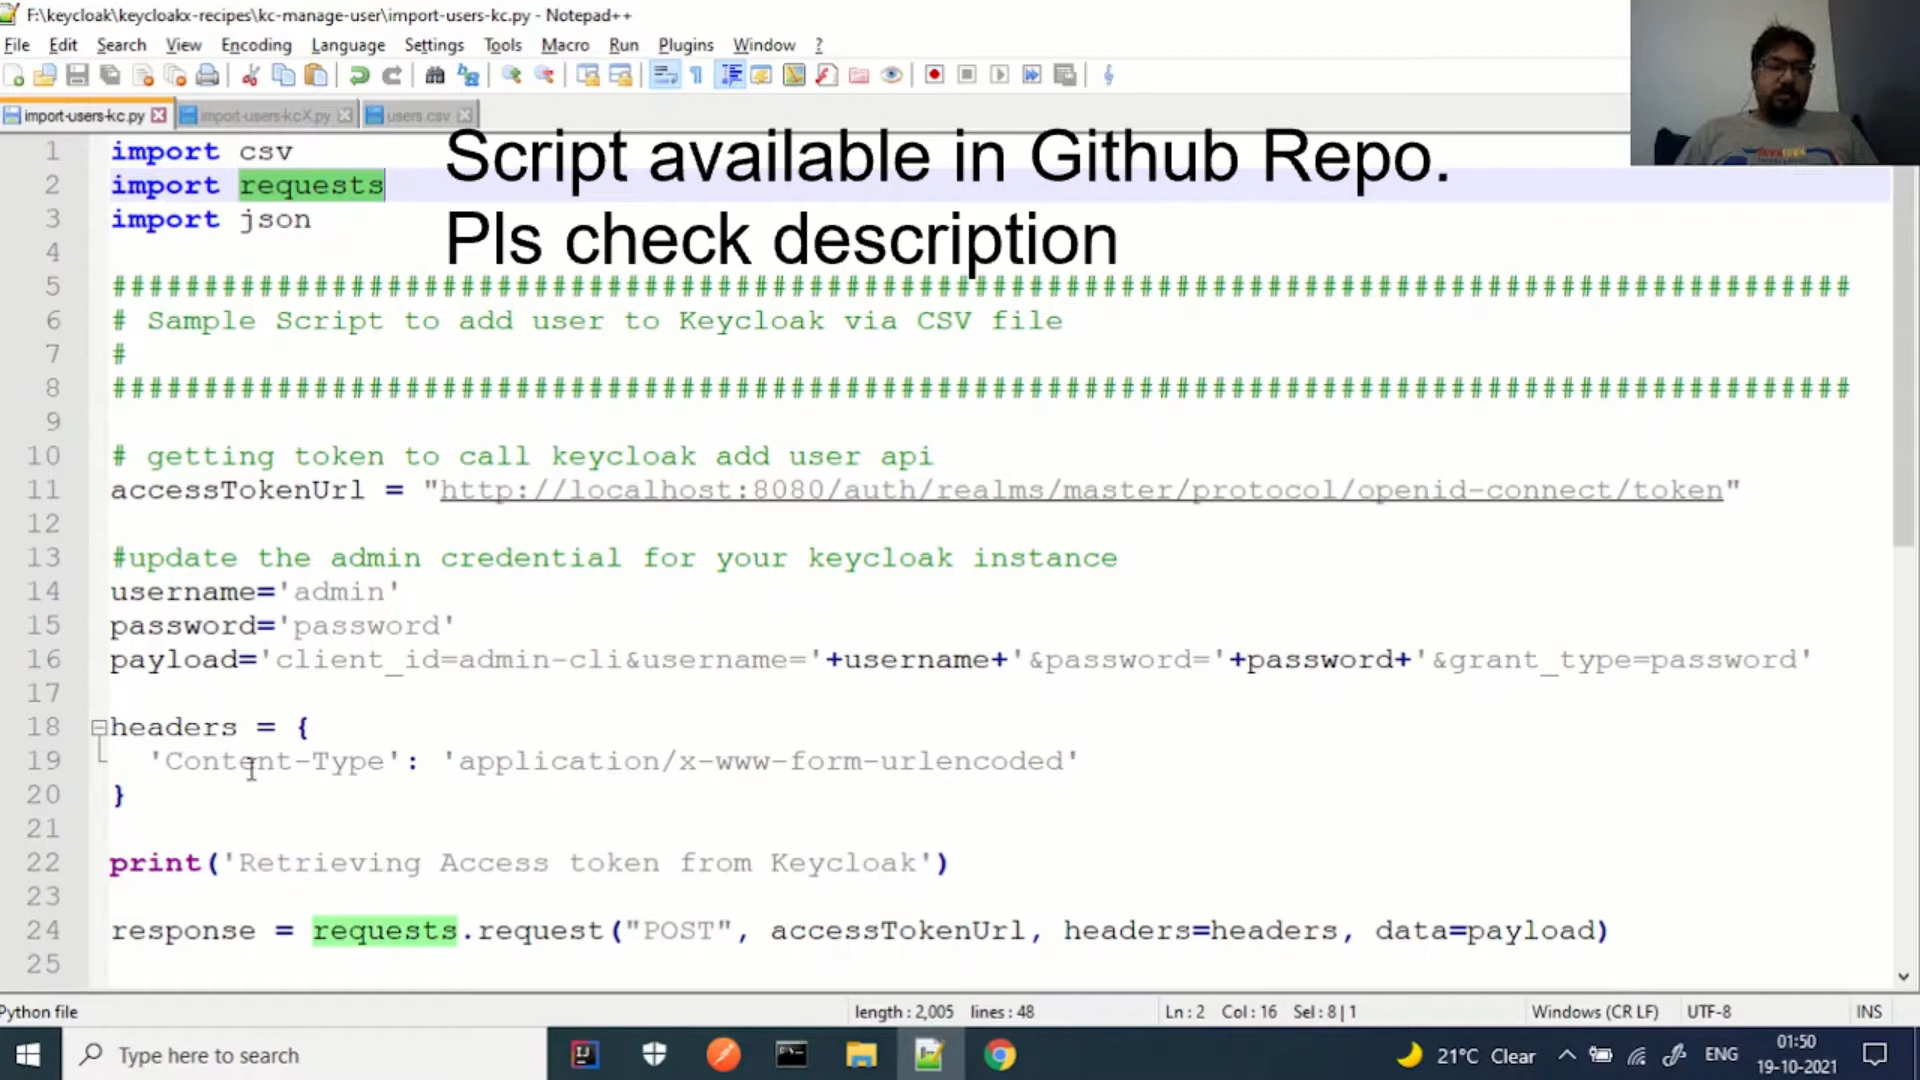 F:\keycloak\keycloakx-recipes\kc-manage-user\import-users-kc.py - Notepad++
File Edit Search View Encoding Language Settings Tools Macro Run Plugins Window ?
import-users-kc.py import-users-kcX.py users.csv
Script available in Github Repo.
Pls check description
1 import csv
2 import requests
3 import json
4
5 ###############################################################################################
6 # Sample Script to add user to Keycloak via CSV file
7 #
8 ###############################################################################################
9
10 # getting token to call keycloak add user api
11 accessTokenUrl = "http://localhost:8080/auth/realms/master/protocol/openid-connect/token"
12
13 #update the admin credential for your keycloak instance
14 username='admin'
15 password='password'
16 payload='client_id=admin-cli&username='+username+'&password='+password+'&grant_type=password'
17
18 headers = {
19 'Content-Type': 'application/x-www-form-urlencoded'
20 }
21
22 print('Retrieving Access token from Keycloak')
23
24 response = requests.request("POST", accessTokenUrl, headers=headers, data=payload)
25
Python file length : 2,005 lines : 48 Ln : 2 Col : 16 Sel : 8 | 1 Windows (CR LF) UTF-8 INS
Type here to search 21°C Clear ENG 01:50
19-10-2021